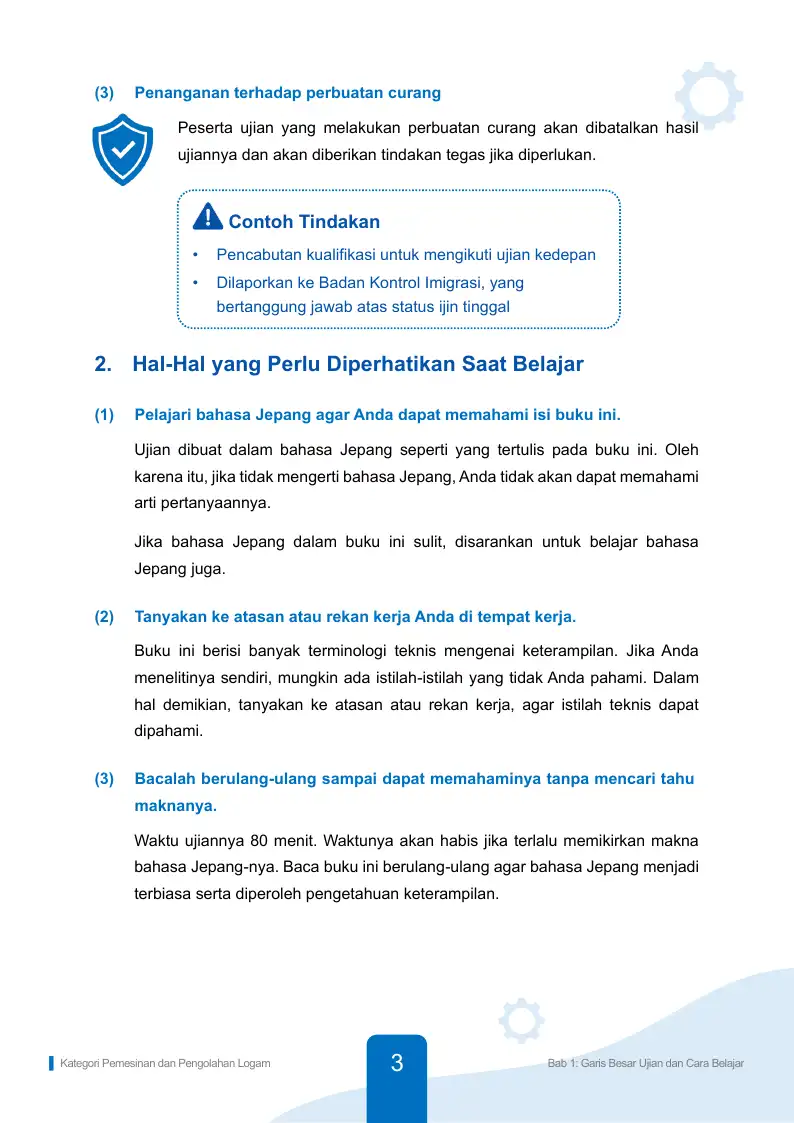 (3) Penanganan terhadap perbuatan curang
Peserta ujian yang melakukan perbuatan curang akan dibatalkan hasil
ujiannya dan akan diberikan tindakan tegas jika diperlukan.
Contoh Tindakan
• Pencabutan kualifikasi untuk mengikuti ujian kedepan
• Dilaporkan ke Badan Kontrol Imigrasi, yang
bertanggung jawab atas status ijin tinggal
2. Hal-Hal yang Perlu Diperhatikan Saat Belajar
(1) Pelajari bahasa Jepang agar Anda dapat memahami isi buku ini.
Ujian dibuat dalam bahasa Jepang seperti yang tertulis pada buku ini. Oleh
karena itu, jika tidak mengerti bahasa Jepang, Anda tidak akan dapat memahami
arti pertanyaannya.
Jika bahasa Jepang dalam buku ini sulit, disarankan untuk belajar bahasa
Jepang juga.
(2) Tanyakan ke atasan atau rekan kerja Anda di tempat kerja.
Buku ini berisi banyak terminologi teknis mengenai keterampilan. Jika Anda
menelitinya sendiri, mungkin ada istilah-istilah yang tidak Anda pahami. Dalam
hal demikian, tanyakan ke atasan atau rekan kerja, agar istilah teknis dapat
dipahami.
(3) Bacalah berulang-ulang sampai dapat memahaminya tanpa mencari tahu
maknanya.
Waktu ujiannya 80 menit. Waktunya akan habis jika terlalu memikirkan makna
bahasa Jepang-nya. Baca buku ini berulang-ulang agar bahasa Jepang menjadi
terbiasa serta diperoleh pengetahuan keterampilan.
Kategori Pemesinan dan Pengolahan Logam
3
Bab 1: Garis Besar Ujian dan Cara Belajar